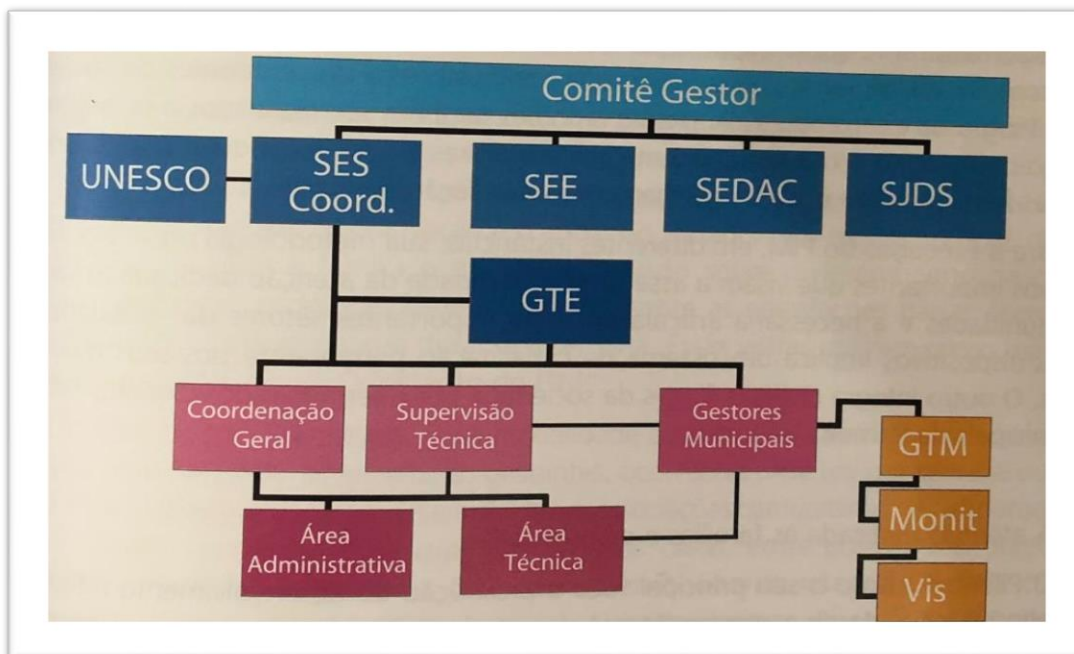 Comitê Gestor
UNESCO
SES
Coord.
SEE
SEDAC
SJDS
GTE
Coordenação
Geral
Supervisão
Técnica
Gestores
Municipais
GTM
Monit
Vis
Área
Administrativa
Área
Técnica